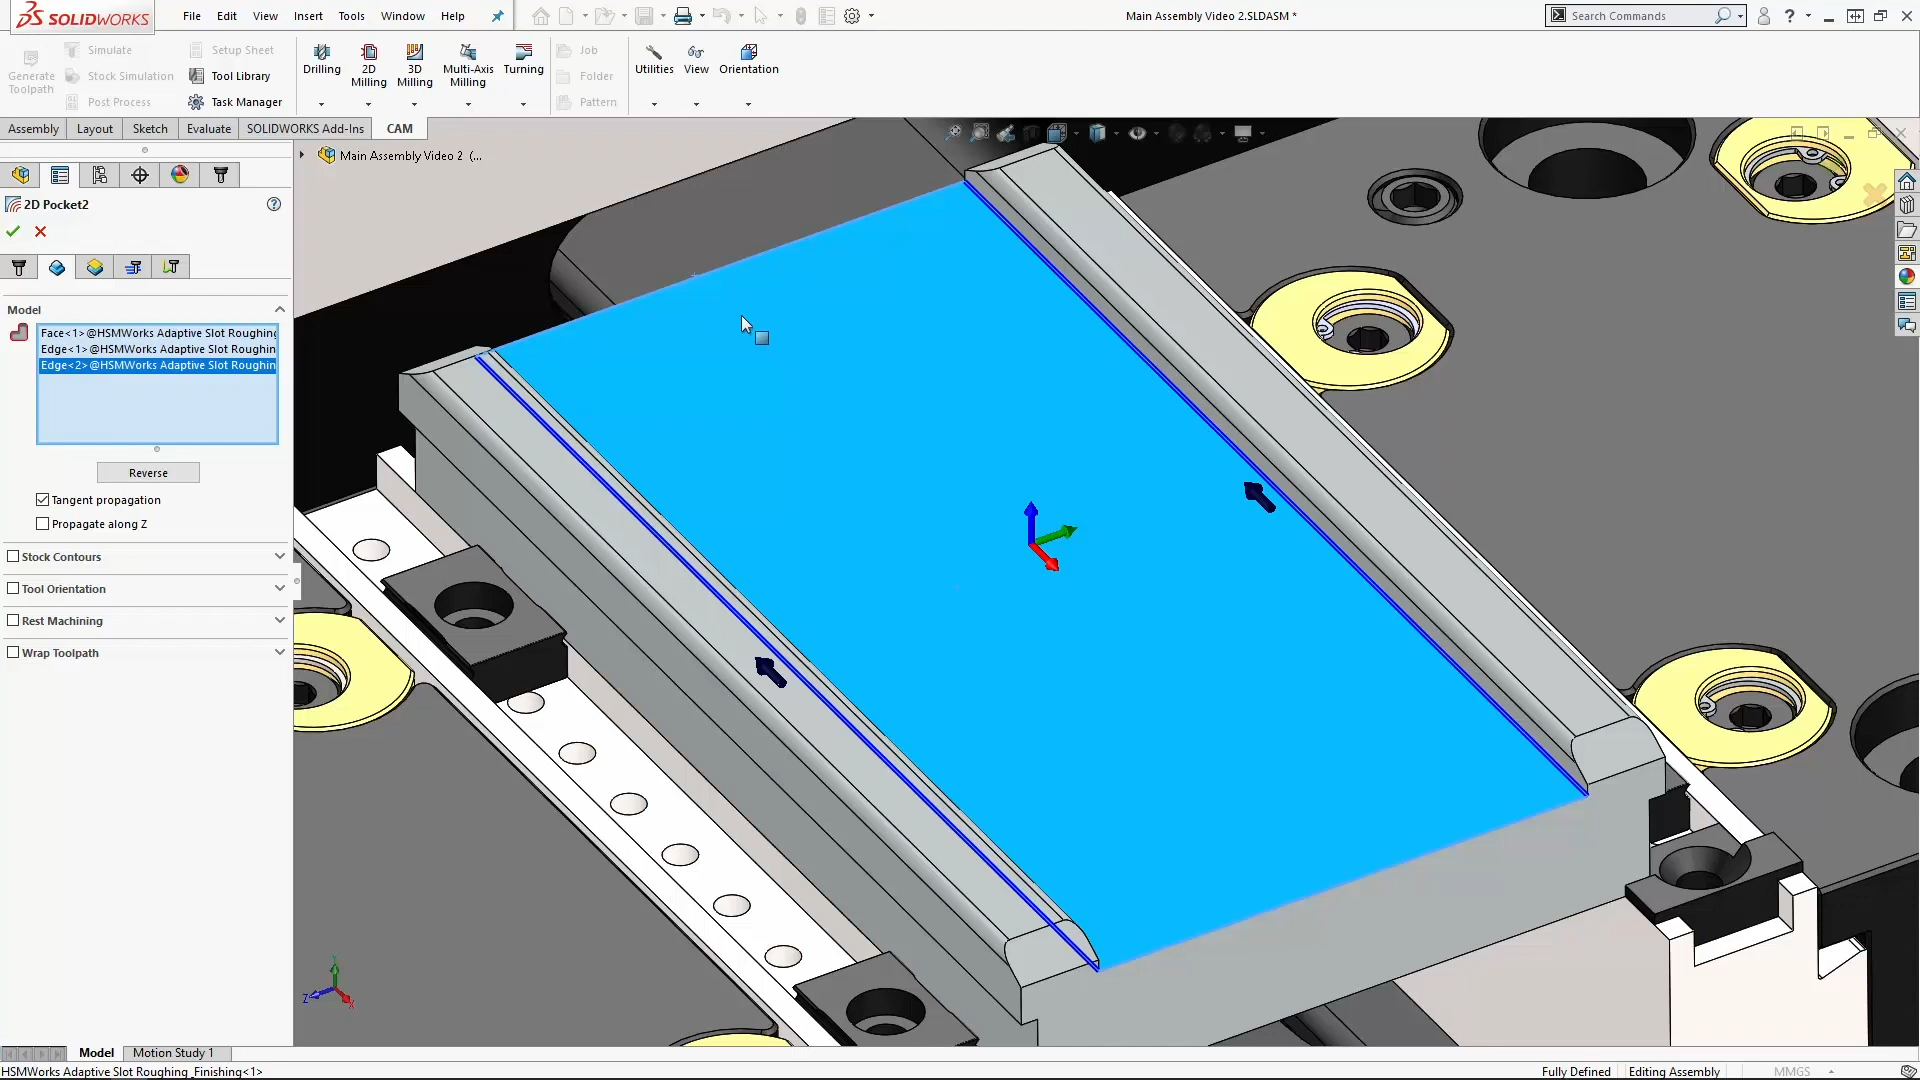 SOLIDWORKS
File Edit View Insert Tools Window Help
Main Assembly Video 2.SLDASM *
Search Commands
Generate Toolpath
Simulate
Stock Simulation
Post Process
Setup Sheet
Tool Library
Task Manager
Drilling
2D Milling
3D Milling
Multi-Axis Milling
Turning
Job
Folder
Pattern
Utilities
View
Orientation
Assembly Layout Sketch Evaluate SOLIDWORKS Add-Ins CAM
Main Assembly Video 2 (...
2D Pocket2
Model
Face<1>@HSMWorks Adaptive Slot Roughing
Edge<1>@HSMWorks Adaptive Slot Roughin
Edge<2>@HSMWorks Adaptive Slot Roughin
Reverse
Tangent propagation
Propagate along Z
Stock Contours
Tool Orientation
Rest Machining
Wrap Toolpath
Y
Z
X
Model Motion Study 1
HSMWorks Adaptive Slot Roughing_Finishing<1>
Fully Defined Editing Assembly MMGS